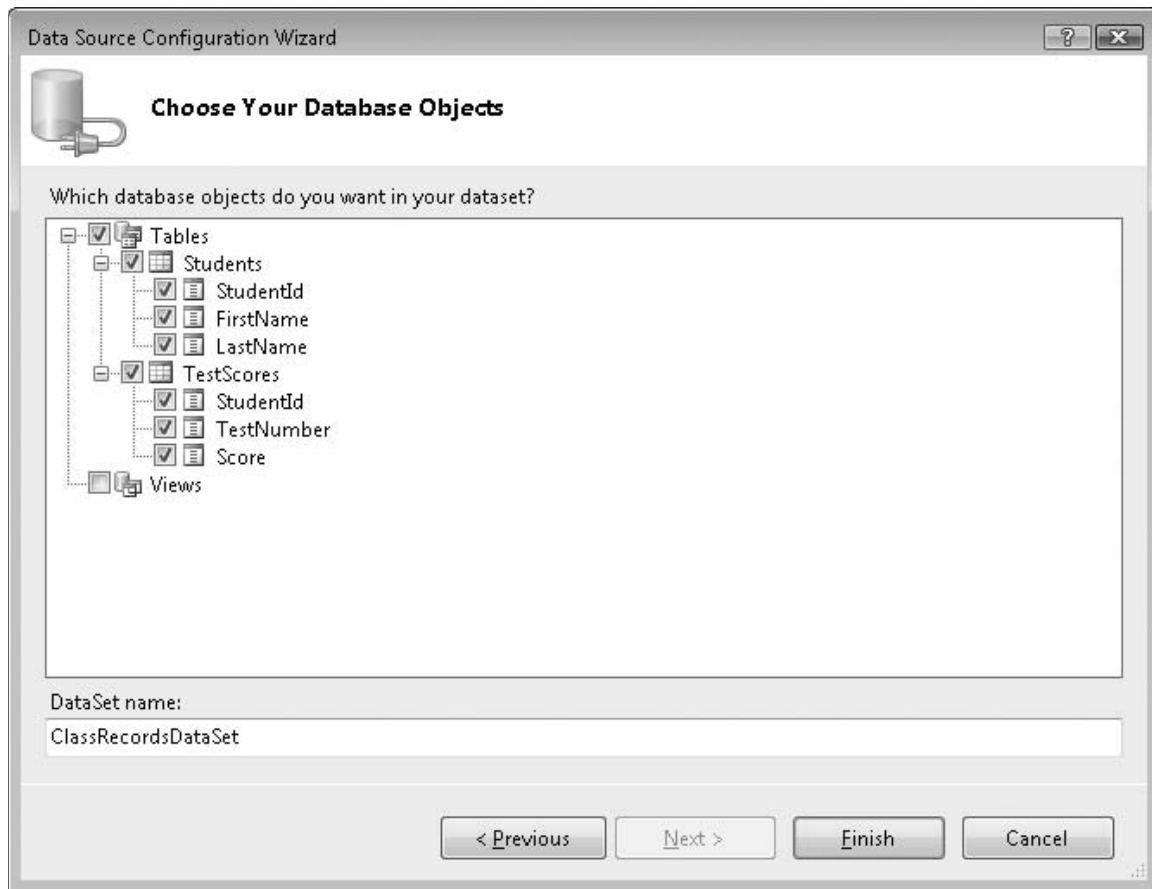 Data Source Configuration Wizard
Choose Your Database Objects
Which database objects do you want in your dataset?
Tables
Students
StudentId
FirstName
LastName
TestScores
StudentId
TestNumber
Score
Views
DataSet name:
ClassRecordsDataSet
< Previous Next > Finish Cancel